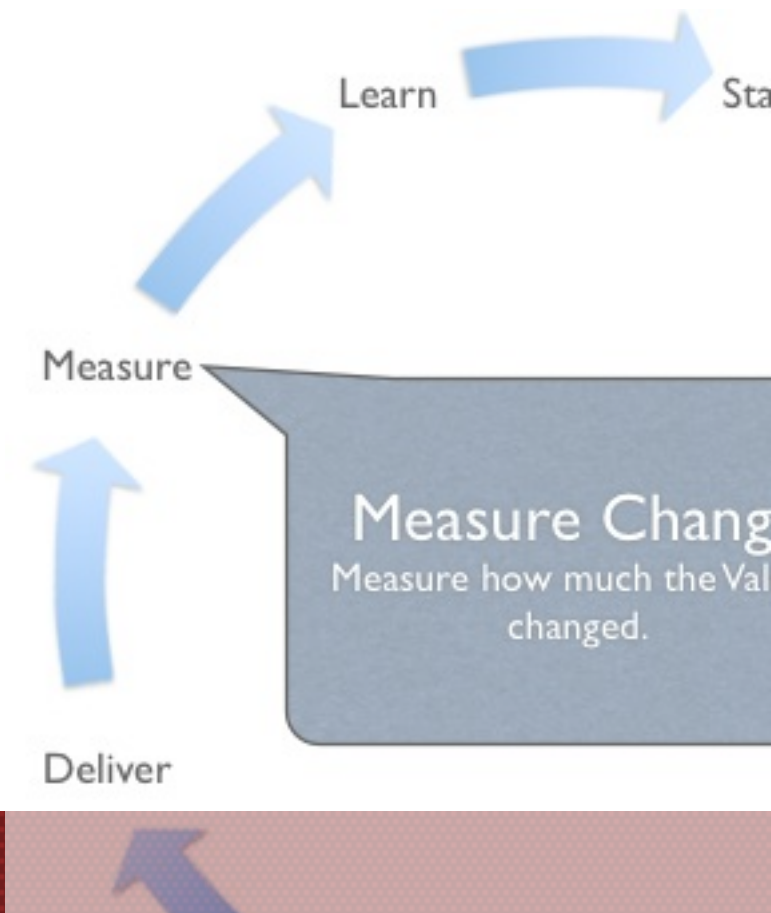 Learn
Sta
Measure
Measure Chang
Measure how much the Val
changed.
Deliver